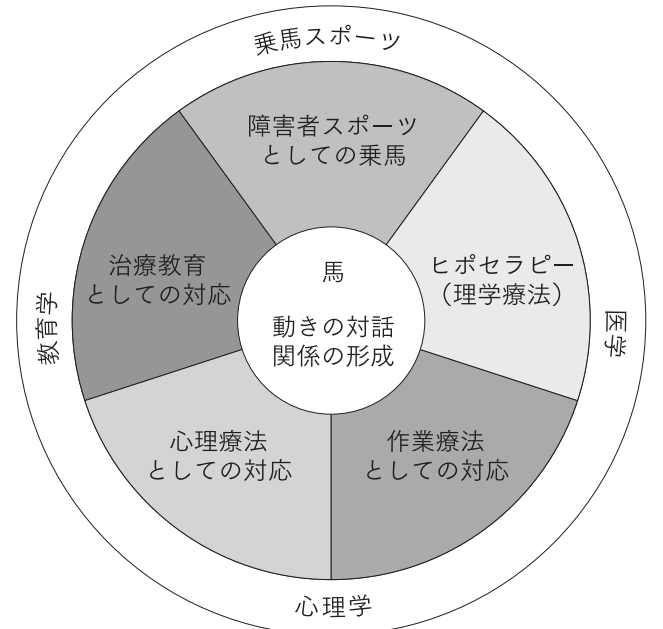 乗馬スポーツ
障害者スポーツ
としての乗馬
治療教育
としての対応
馬
動きの対話
関係の形成
ヒポセラピー
（理学療法）
教育学
医学
心理療法
としての対応
作業療法
としての対応
心理学